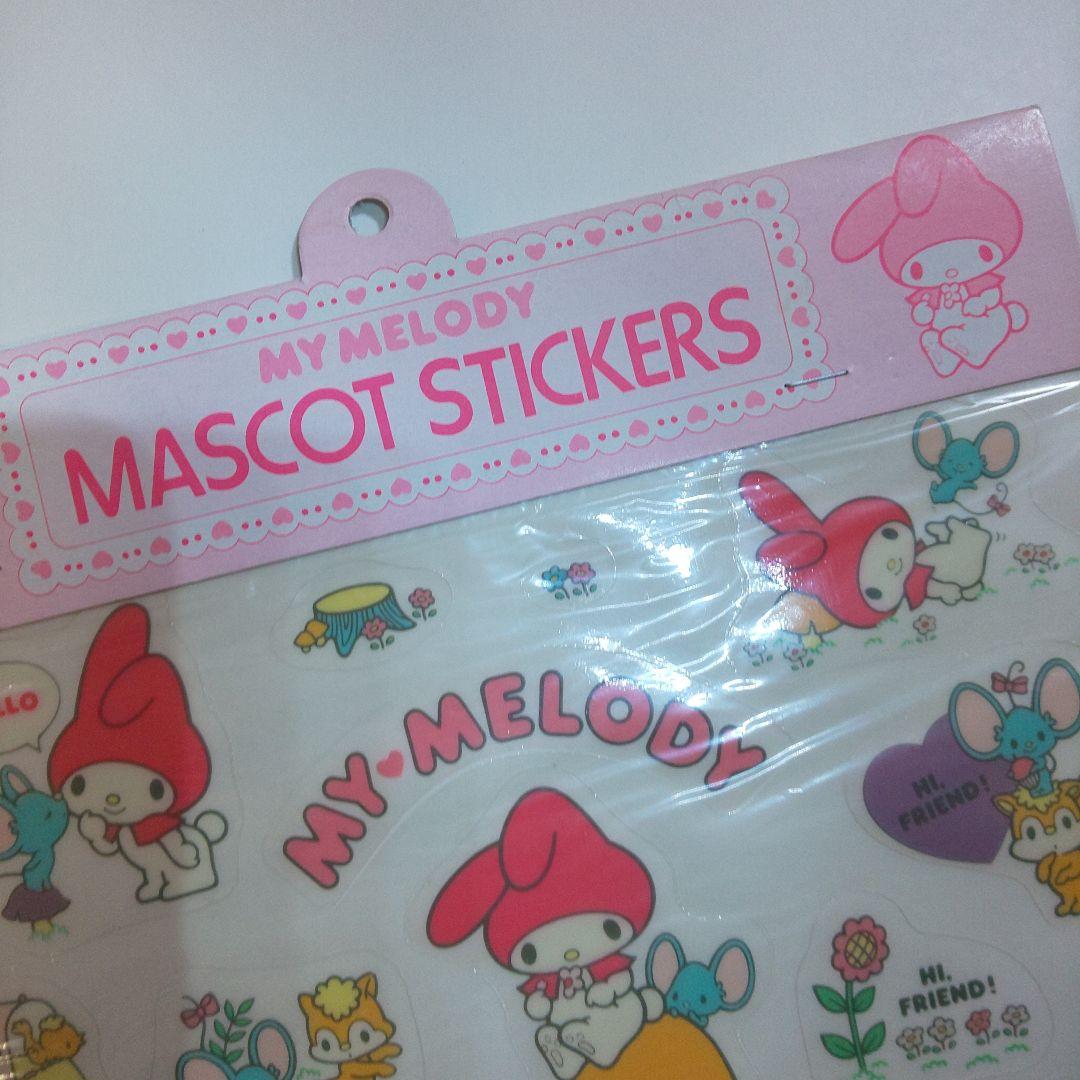 MY MELODY
MASCOT STICKERS
LLO
MY MELODY
HI,
FRIEND!
HI,
FRIEND!